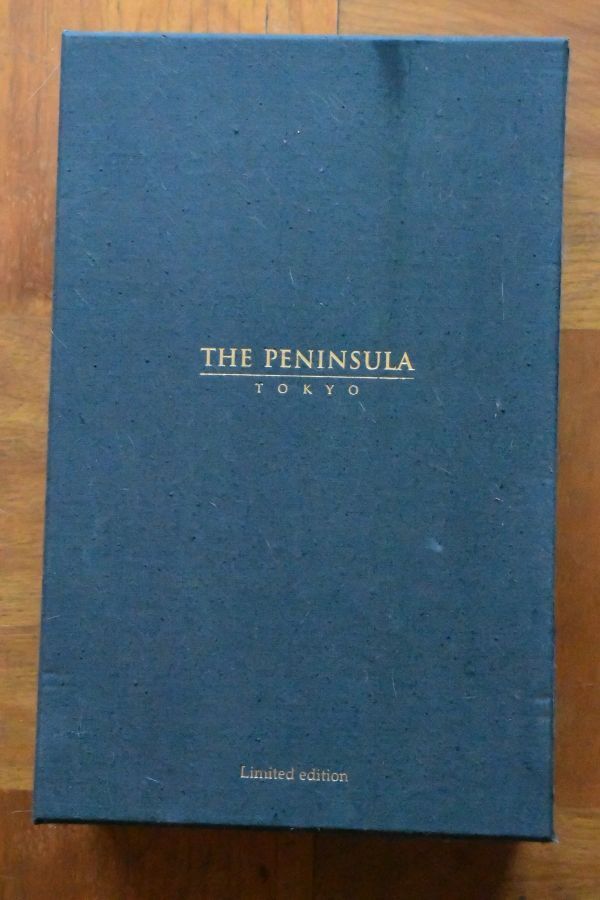 THE PENINSULA
TOKYO
Limited edition